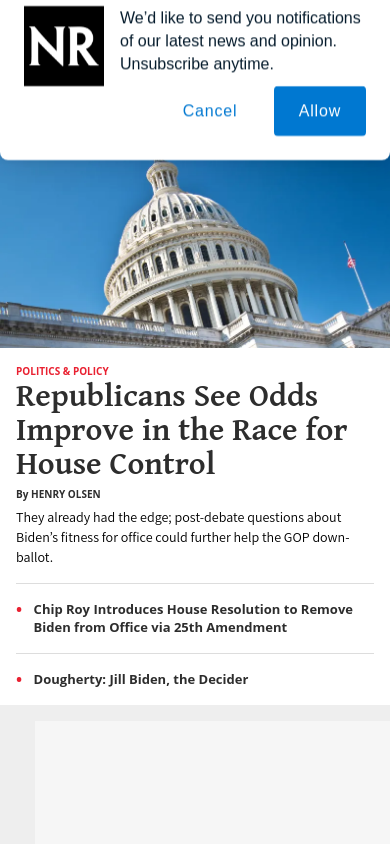 NR
We’d like to send you notifications
of our latest news and opinion.
Unsubscribe anytime.
Cancel
Allow
POLITICS & POLICY
Republicans See Odds
Improve in the Race for
House Control
By HENRY OLSEN
They already had the edge; post-debate questions about
Biden’s fitness for office could further help the GOP down-
ballot.
Chip Roy Introduces House Resolution to Remove
Biden from Office via 25th Amendment
Dougherty: Jill Biden, the Decider